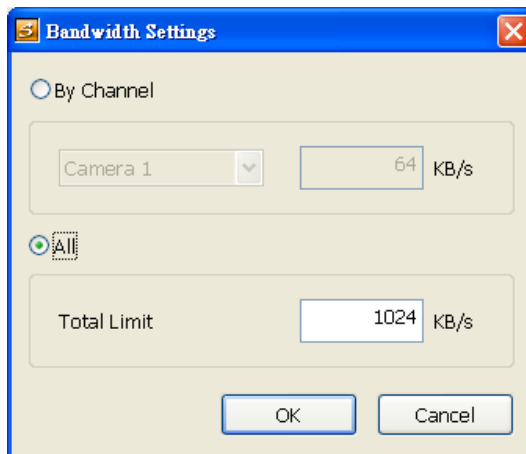 Bandwidth Settings
By Channel
Camera 1 64 KB/s
All
Total Limit 1024 KB/s
OK Cancel